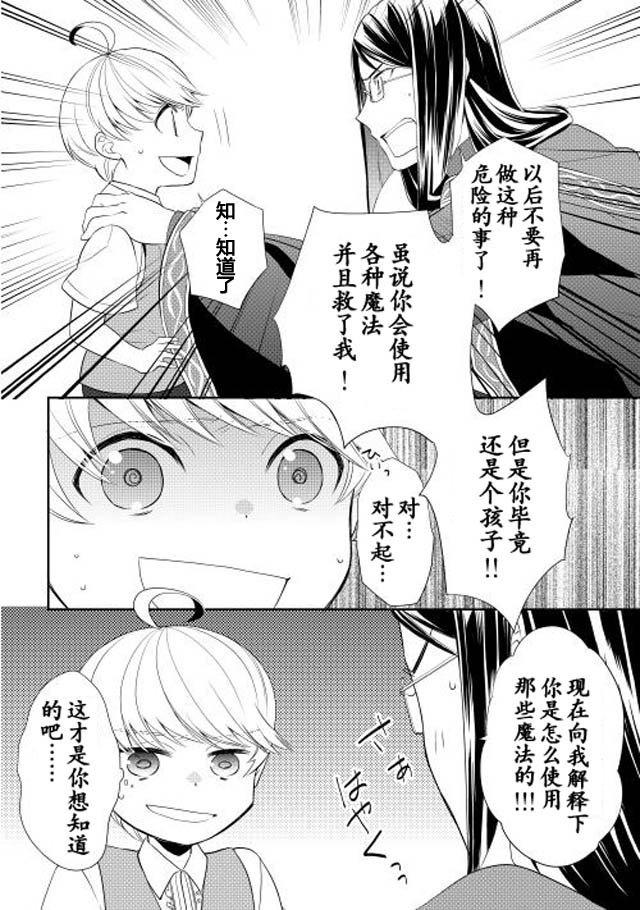 以后不要再
做这种
危险的事了！
虽说你会使用
各种魔法
并且救了我！
知…知道了
但是你毕竟
还是个孩子!!
ひっ
对…
对不起…
现在向我解释下
你是怎么使用
那些魔法的!!!
さぁ
はやくっ
这才是你想知道
的吧……